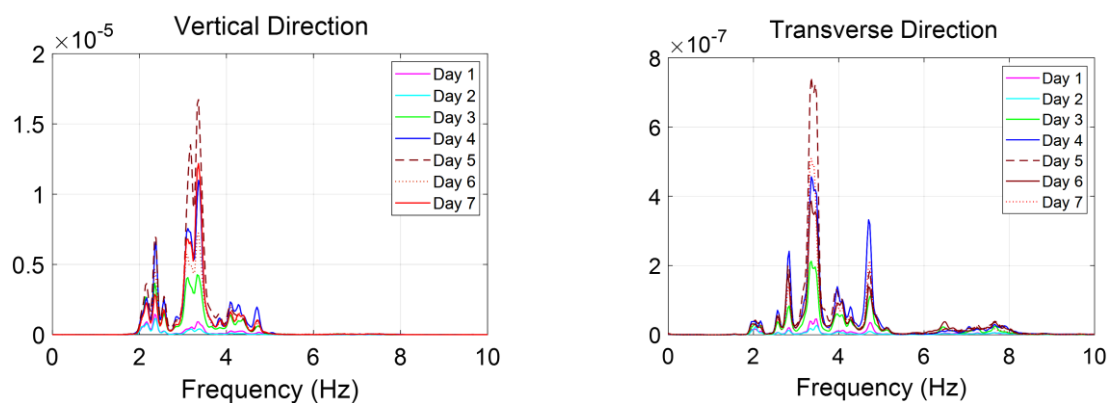 Vertical Direction
×10-5
2
1.5
1
0.5
0
0 2 4 6 8 10
Frequency (Hz)
Day 1
Day 2
Day 3
Day 4
Day 5
Day 6
Day 7
Transverse Direction
×10-7
8
6
4
2
0
0 2 4 6 8 10
Frequency (Hz)
Day 1
Day 2
Day 3
Day 4
Day 5
Day 6
Day 7